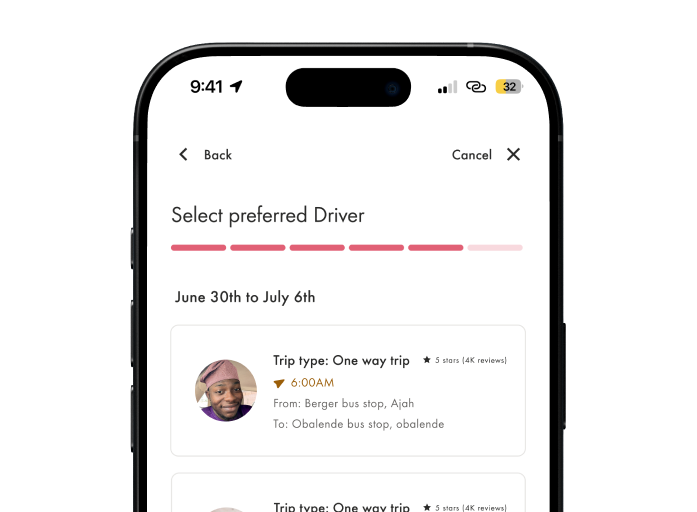 9:41
32
Back
Cancel
Select preferred Driver
June 30th to July 6th
Trip type: One way trip
5 stars (4K reviews)
6:00AM
From: Berger bus stop, Ajah
To: Obalende bus stop, obalende
Trip type: One way trip
5 stars (4K reviews)